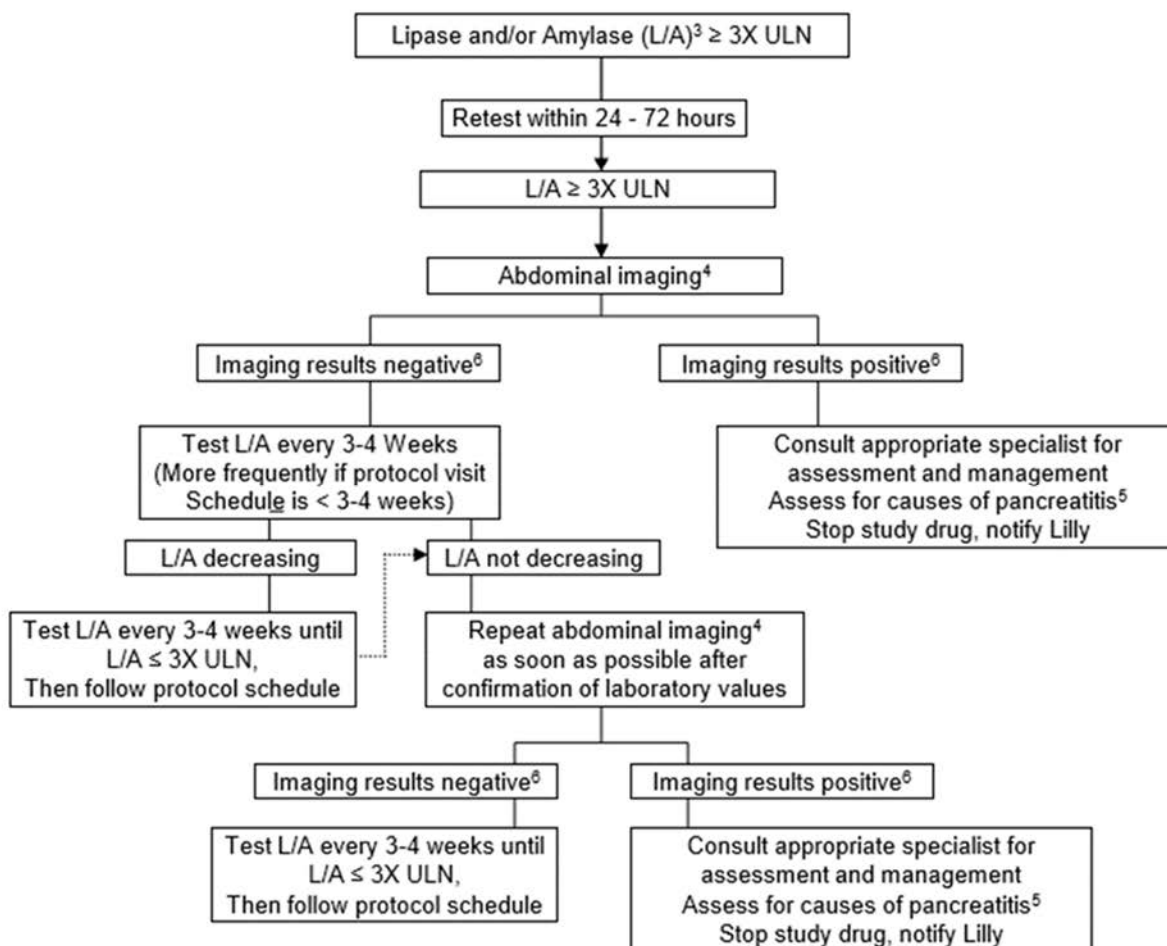 Lipase and/or Amylase (L/A)³ ≥ 3X ULN
Retest within 24 - 72 hours
L/A ≥ 3X ULN
Abdominal imaging⁴
Imaging results negative⁶
Imaging results positive⁶
Test L/A every 3-4 Weeks
(More frequently if protocol visit
Schedule is < 3-4 weeks)
Consult appropriate specialist for
assessment and management
Assess for causes of pancreatitis⁵
Stop study drug, notify Lilly
L/A decreasing
L/A not decreasing
Test L/A every 3-4 weeks until
L/A ≤ 3X ULN,
Then follow protocol schedule
Repeat abdominal imaging⁴
as soon as possible after
confirmation of laboratory values
Imaging results negative⁶
Imaging results positive⁶
Test L/A every 3-4 weeks until
L/A ≤ 3X ULN,
Then follow protocol schedule
Consult appropriate specialist for
assessment and management
Assess for causes of pancreatitis⁵
Stop study drug, notify Lilly